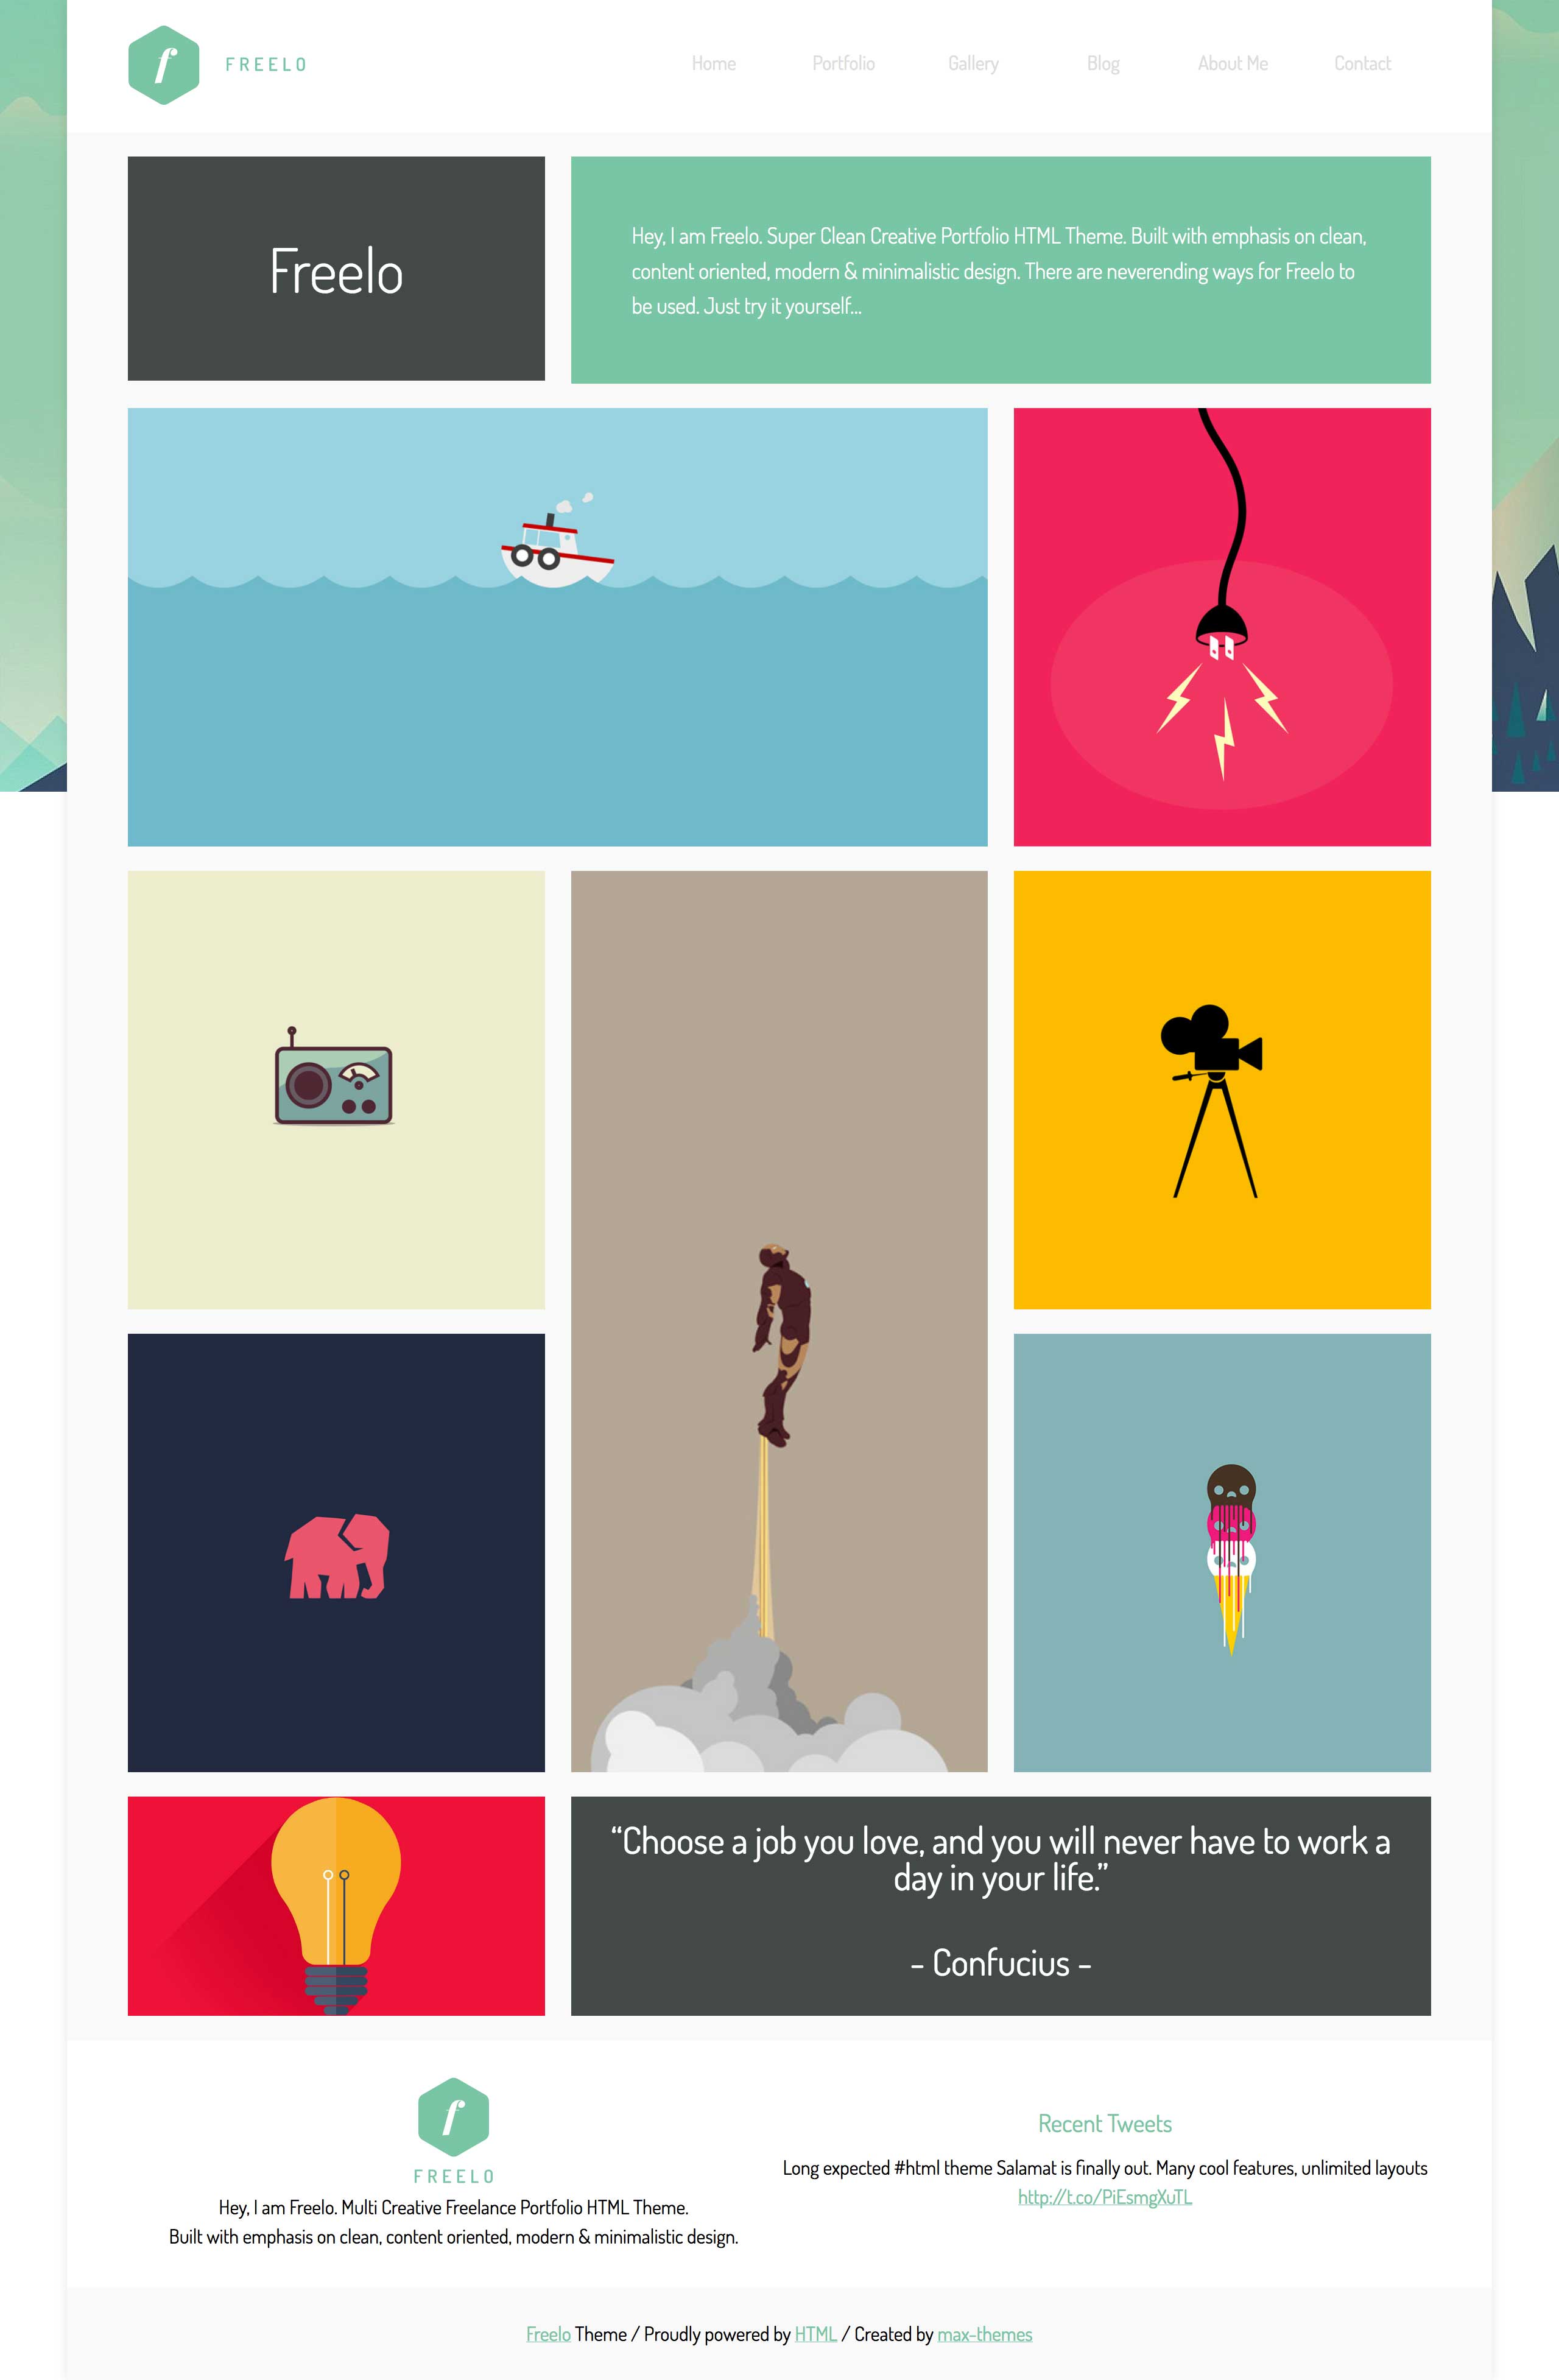 f
FREELO
Home
Portfolio
Gallery
Blog
About Me
Contact
Freelo
Hey, I am Freelo. Super Clean Creative Portfolio HTML Theme. Built with emphasis on clean,
content oriented, modern & minimalistic design. There are neverending ways for Freelo to
be used. Just try it yourself...
“Choose a job you love, and you will never have to work a
day in your life.”
- Confucius -
f
FREELO
Hey, I am Freelo. Multi Creative Freelance Portfolio HTML Theme.
Built with emphasis on clean, content oriented, modern & minimalistic design.
Recent Tweets
Long expected #html theme Salamat is finally out. Many cool features, unlimited layouts
http://t.co/PiEsmgXuTL
Freelo Theme / Proudly powered by HTML / Created by max-themes